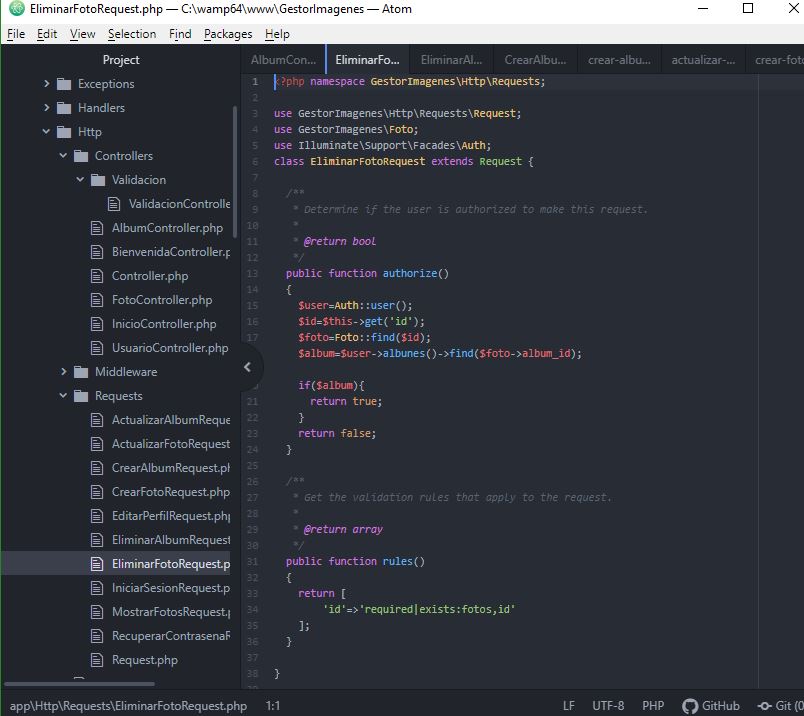 EliminarFotoRequest.php — C:\wamp64\www\GestorImagenes — Atom
File Edit View Selection Find Packages Help
Project
Exceptions
Handlers
Http
Controllers
Validacion
ValidacionControlle
AlbumController.php
BienvenidaController.p
Controller.php
FotoController.php
InicioController.php
UsuarioController.php
Middleware
Requests
ActualizarAlbumReque
ActualizarFotoRequest
CrearAlbumRequest.ph
CrearFotoRequest.php
EditarPerfilRequest.php
EliminarAlbumRequest
EliminarFotoRequest.p
IniciarSesionRequest.p
MostrarFotosRequest.p
RecuperarContrasenaR
Request.php
AlbumCon... EliminarFo... EliminarAl... CrearAlbu... crear-albu... actualizar-... crear-foto
1 <?php namespace GestorImagenes\Http\Requests;
2
3 use GestorImagenes\Http\Requests\Request;
4 use GestorImagenes\Foto;
5 use Illuminate\Support\Facades\Auth;
6 class EliminarFotoRequest extends Request {
7
8 /**
9 * Determine if the user is authorized to make this request.
10 *
11 * @return bool
12 */
13 public function authorize()
14 {
15 $user=Auth::user();
16 $id=$this->get('id');
17 $foto=Foto::find($id);
$album=$user->albunes()->find($foto->album_id);
if($album){
21 return true;
22 }
23 return false;
24 }
25
26 /**
27 * Get the validation rules that apply to the request.
28 *
29 * @return array
30 */
31 public function rules()
32 {
33 return [
34 'id'=>'required|exists:fotos,id'
35 ];
36 }
37
38 }
app\Http\Requests\EliminarFotoRequest.php 1:1 LF UTF-8 PHP GitHub Git (0